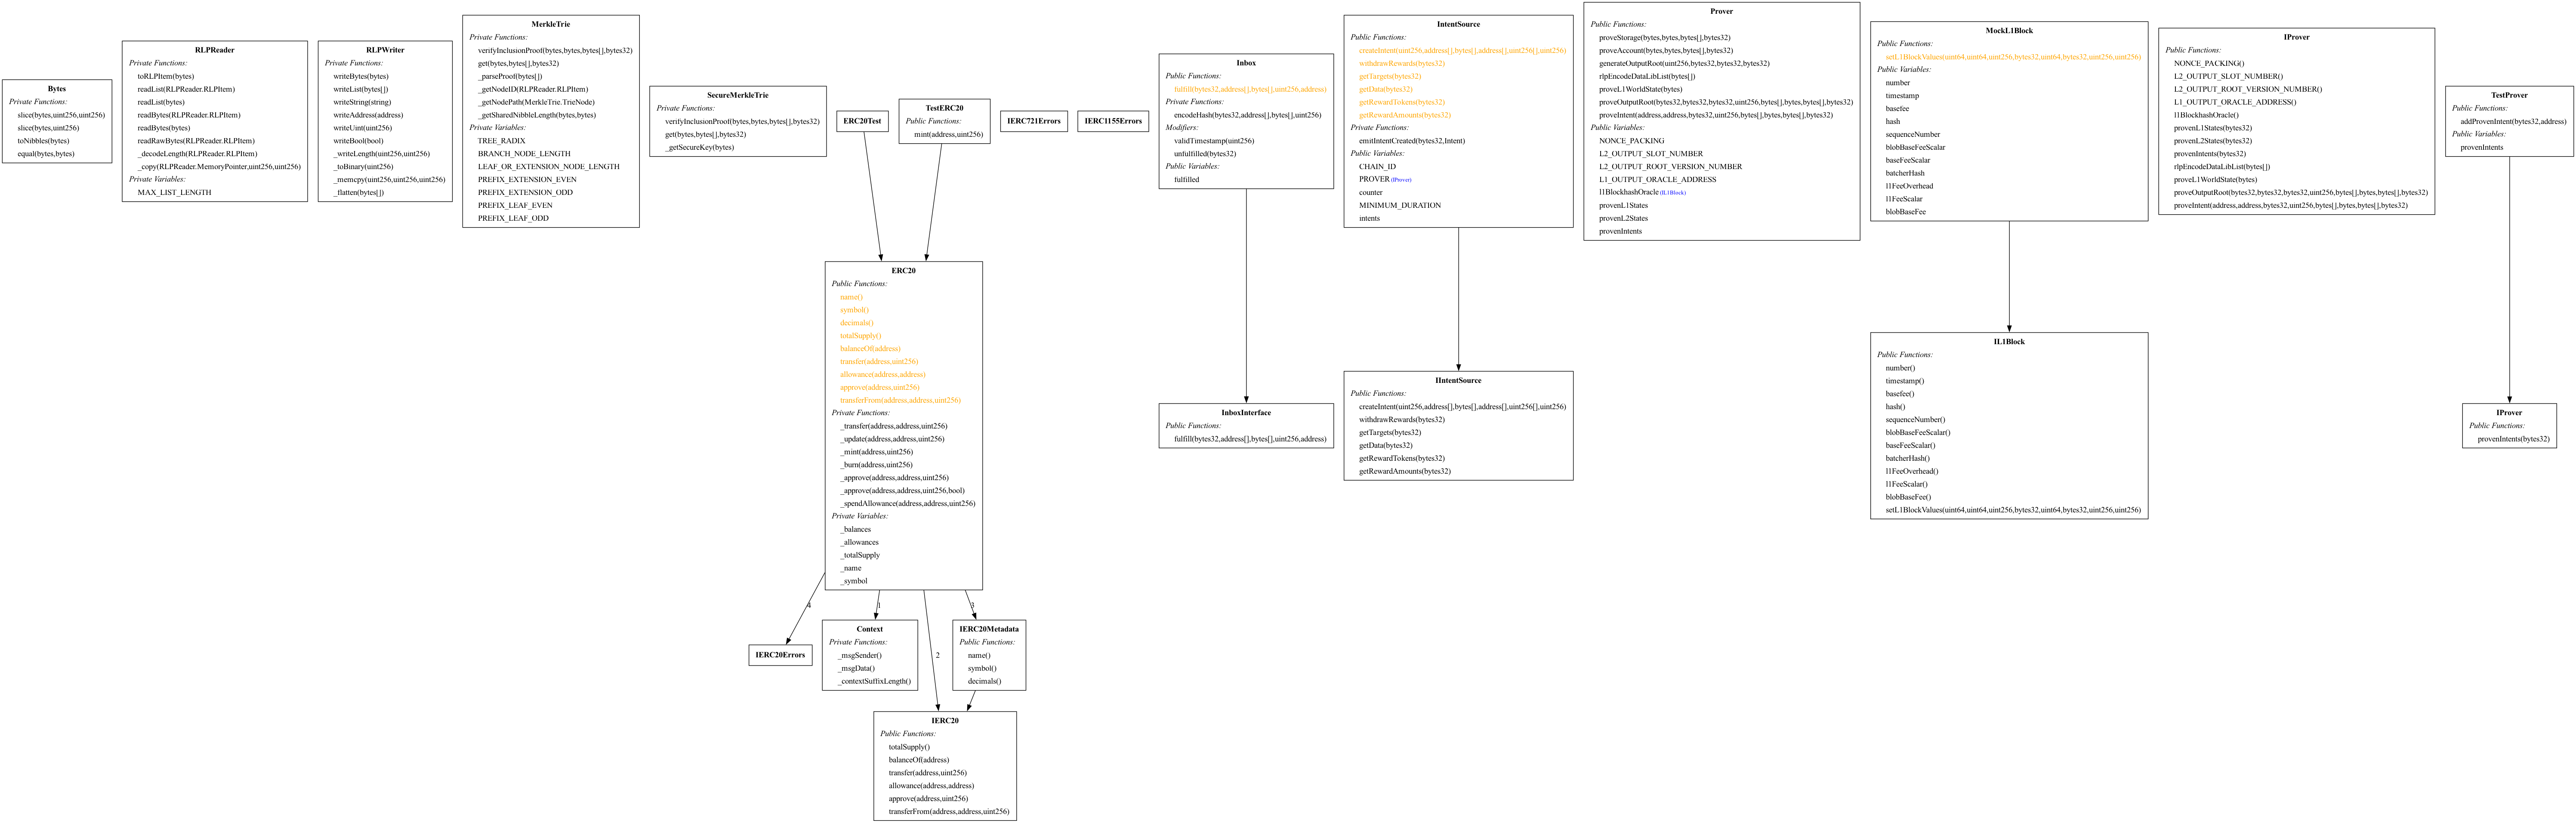 Bytes
Private Functions:
slice(bytes,uint256,uint256)
slice(bytes,uint256)
toNibbles(bytes)
equal(bytes,bytes)
RLPReader
Private Functions:
toRLPItem(bytes)
readList(RLPReader.RLPItem)
readList(bytes)
readBytes(RLPReader.RLPItem)
readBytes(bytes)
readRawBytes(RLPReader.RLPItem)
_decodeLength(RLPReader.RLPItem)
_copy(RLPReader.MemoryPointer,uint256,uint256)
Private Variables:
MAX_LIST_LENGTH
RLPWriter
Private Functions:
writeBytes(bytes)
writeList(bytes[])
writeString(string)
writeAddress(address)
writeUint(uint256)
writeBool(bool)
_writeLength(uint256,uint256)
_toBinary(uint256)
_memcpy(uint256,uint256,uint256)
_flatten(bytes[])
MerkleTrie
Private Functions:
verifyInclusionProof(bytes,bytes,bytes[],bytes32)
get(bytes,bytes[],bytes32)
_parseProof(bytes[])
_getNodeID(RLPReader.RLPItem)
_getNodePath(MerkleTrie.TrieNode)
_getSharedNibbleLength(bytes,bytes)
Private Variables:
TREE_RADIX
BRANCH_NODE_LENGTH
LEAF_OR_EXTENSION_NODE_LENGTH
PREFIX_EXTENSION_EVEN
PREFIX_EXTENSION_ODD
PREFIX_LEAF_EVEN
PREFIX_LEAF_ODD
SecureMerkleTrie
Private Functions:
verifyInclusionProof(bytes,bytes,bytes[],bytes32)
get(bytes,bytes[],bytes32)
_getSecureKey(bytes)
ERC20Test
TestERC20
Public Functions:
mint(address,uint256)
IERC721Errors
IERC1155Errors
Inbox
Public Functions:
fulfill(bytes32,address[],bytes[],uint256,address)
Private Functions:
encodeHash(bytes32,address[],bytes[],uint256)
Modifiers:
validTimestamp(uint256)
unfulfilled(bytes32)
Public Variables:
fulfilled
IntentSource
Public Functions:
createIntent(uint256,address[],bytes[],address[],uint256[],uint256)
withdrawRewards(bytes32)
getTargets(bytes32)
getData(bytes32)
getRewardTokens(bytes32)
getRewardAmounts(bytes32)
Private Functions:
emitIntentCreated(bytes32,Intent)
Public Variables:
CHAIN_ID
PROVER (IProver)
counter
MINIMUM_DURATION
intents
Prover
Public Functions:
proveStorage(bytes,bytes,bytes[],bytes32)
proveAccount(bytes,bytes,bytes[],bytes32)
generateOutputRoot(uint256,bytes32,bytes32,bytes32)
rlpEncodeDataLibList(bytes[])
proveL1WorldState(bytes)
proveOutputRoot(bytes32,bytes32,bytes32,uint256,bytes[],bytes,bytes[],bytes32)
proveIntent(address,address,bytes32,uint256,bytes[],bytes,bytes[],bytes32)
Public Variables:
NONCE_PACKING
L2_OUTPUT_SLOT_NUMBER
L2_OUTPUT_ROOT_VERSION_NUMBER
L1_OUTPUT_ORACLE_ADDRESS
l1BlockhashOracle (IL1Block)
provenL1States
provenL2States
provenIntents
MockL1Block
Public Functions:
setL1BlockValues(uint64,uint64,uint256,bytes32,uint64,bytes32,uint256,uint256)
Public Variables:
number
timestamp
basefee
hash
sequenceNumber
blobBaseFeeScalar
baseFeeScalar
batcherHash
l1FeeOverhead
l1FeeScalar
blobBaseFee
IProver
Public Functions:
NONCE_PACKING()
L2_OUTPUT_SLOT_NUMBER()
L2_OUTPUT_ROOT_VERSION_NUMBER()
L1_OUTPUT_ORACLE_ADDRESS()
l1BlockhashOracle()
provenL1States(bytes32)
provenL2States(bytes32)
provenIntents(bytes32)
rlpEncodeDataLibList(bytes[])
proveL1WorldState(bytes)
proveOutputRoot(bytes32,bytes32,bytes32,uint256,bytes[],bytes,bytes[],bytes32)
proveIntent(address,address,bytes32,uint256,bytes[],bytes,bytes[],bytes32)
TestProver
Public Functions:
addProvenIntent(bytes32,address)
Public Variables:
provenIntents
ERC20
Public Functions:
name()
symbol()
decimals()
totalSupply()
balanceOf(address)
transfer(address,uint256)
allowance(address,address)
approve(address,uint256)
transferFrom(address,address,uint256)
Private Functions:
_transfer(address,address,uint256)
_update(address,address,uint256)
_mint(address,uint256)
_burn(address,uint256)
_approve(address,address,uint256)
_approve(address,address,uint256,bool)
_spendAllowance(address,address,uint256)
Private Variables:
_balances
_allowances
_totalSupply
_name
_symbol
InboxInterface
Public Functions:
fulfill(bytes32,address[],bytes[],uint256,address)
IIntentSource
Public Functions:
createIntent(uint256,address[],bytes[],address[],uint256[],uint256)
withdrawRewards(bytes32)
getTargets(bytes32)
getData(bytes32)
getRewardTokens(bytes32)
getRewardAmounts(bytes32)
IL1Block
Public Functions:
number()
timestamp()
basefee()
hash()
sequenceNumber()
blobBaseFeeScalar()
baseFeeScalar()
batcherHash()
l1FeeOverhead()
l1FeeScalar()
blobBaseFee()
setL1BlockValues(uint64,uint64,uint256,bytes32,uint64,bytes32,uint256,uint256)
IProver
Public Functions:
provenIntents(bytes32)
4
1
2
3
IERC20Errors
Context
Private Functions:
_msgSender()
_msgData()
_contextSuffixLength()
IERC20Metadata
Public Functions:
name()
symbol()
decimals()
IERC20
Public Functions:
totalSupply()
balanceOf(address)
transfer(address,uint256)
allowance(address,address)
approve(address,uint256)
transferFrom(address,address,uint256)